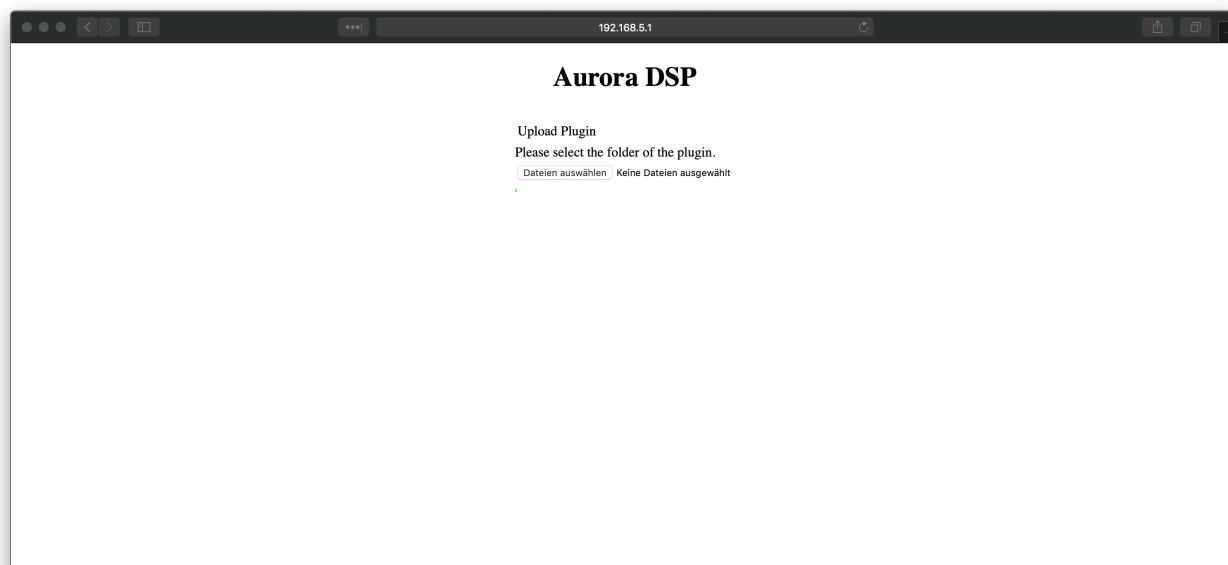 192.168.5.1
Aurora DSP
Upload Plugin
Please select the folder of the plugin.
Dateien auswählen Keine Dateien ausgewählt